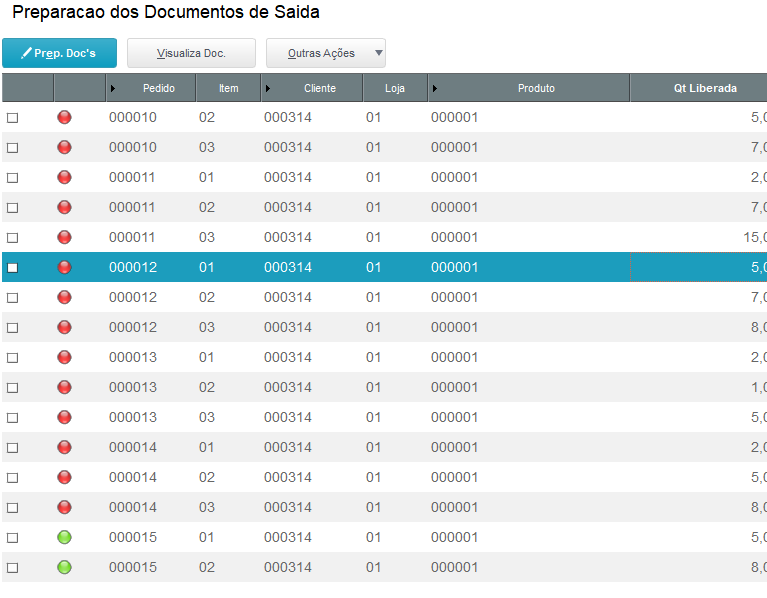 Preparacao dos Documentos de Saida
Prep. Doc's Visualiza Doc. Outras Ações
Pedido Item Cliente Loja Produto Qt Liberada
000010 02 000314 01 000001 5,0
000010 03 000314 01 000001 7,0
000011 01 000314 01 000001 2,0
000011 02 000314 01 000001 7,0
000011 03 000314 01 000001 15,0
000012 01 000314 01 000001 5,0
000012 02 000314 01 000001 7,0
000012 03 000314 01 000001 8,0
000013 01 000314 01 000001 2,0
000013 02 000314 01 000001 1,0
000013 03 000314 01 000001 5,0
000014 01 000314 01 000001 2,0
000014 02 000314 01 000001 5,0
000014 03 000314 01 000001 8,0
000015 01 000314 01 000001 5,0
000015 02 000314 01 000001 8,0